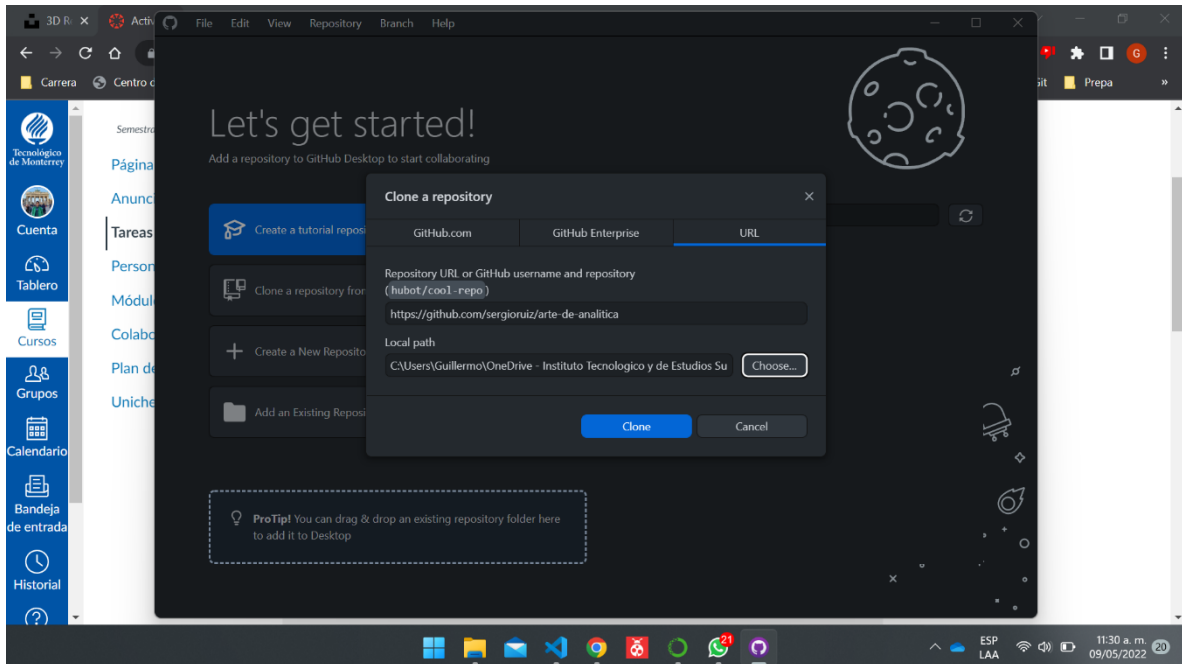 3D R
Activ
File Edit View Repository Branch Help
G
Carrera
Centro d
Git
Prepa
»
Tecnológico
de Monterrey
Cuenta
Tablero
Cursos
Grupos
Calendario
Bandeja
de entrada
Historial
Semestra
Página
Anunc
Tareas
Person
Módul
Colabo
Plan de
Uniche
Let's get started!
Add a repository to GitHub Desktop to start collaborating
Create a tutorial reposi
Clone a repository fror
Create a New Reposito
Add an Existing Reposi
ProTip! You can drag & drop an existing repository folder here
to add it to Desktop
Clone a repository
GitHub.com GitHub Enterprise URL
Repository URL or GitHub username and repository
(hubot/cool-repo)
https://github.com/sergioruiz/arte-de-analitica
Local path
C:\Users\Guillermo\OneDrive - Instituto Tecnologico y de Estudios Su Choose...
Clone Cancel
21
ESP
LAA
11:30 a. m.
09/05/2022
20